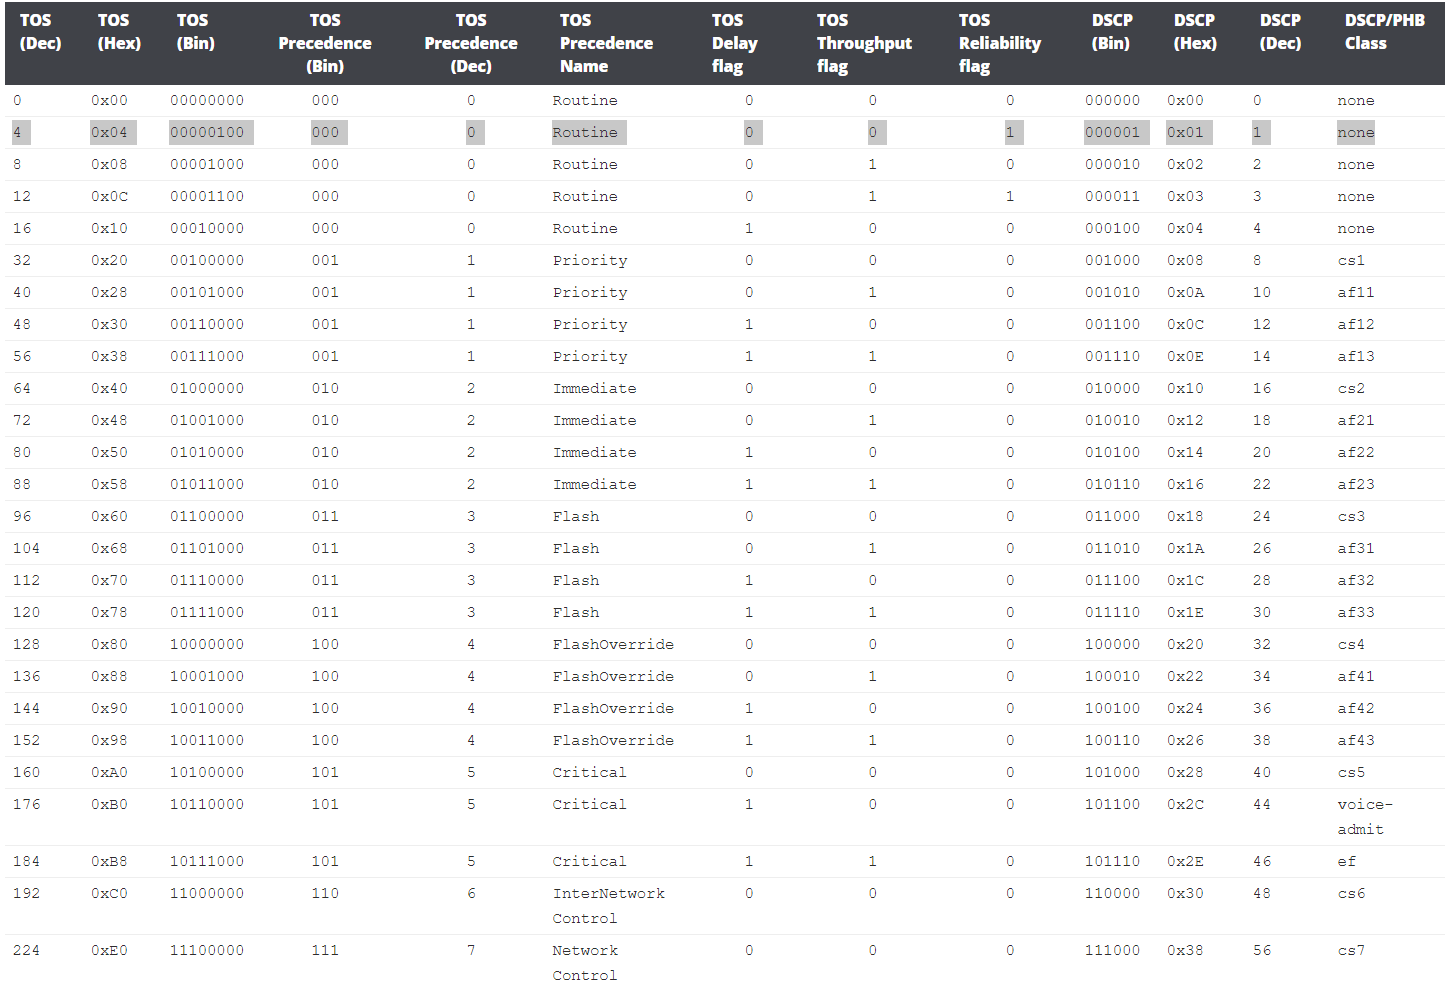 TOS TOS TOS TOS TOS TOS TOS TOS TOS DSCP DSCP DSCP DSCP/PHB
(Dec) (Hex) (Bin) Precedence Precedence Precedence Delay Throughput Reliability (Bin) (Hex) (Dec) Class
(Bin) (Dec) Name flag flag flag
0 0x00 00000000 000 0 Routine 0 0 0 000000 0x00 0 none
4 0x04 00000100 000 0 Routine 0 0 1 000001 0x01 1 none
8 0x08 00001000 000 0 Routine 0 1 0 000010 0x02 2 none
12 0x0C 00001100 000 0 Routine 0 1 1 000011 0x03 3 none
16 0x10 00010000 000 0 Routine 1 0 0 000100 0x04 4 none
32 0x20 00100000 001 1 Priority 0 0 0 001000 0x08 8 cs1
40 0x28 00101000 001 1 Priority 0 1 0 001010 0x0A 10 af11
48 0x30 00110000 001 1 Priority 1 0 0 001100 0x0C 12 af12
56 0x38 00111000 001 1 Priority 1 1 0 001110 0x0E 14 af13
64 0x40 01000000 010 2 Immediate 0 0 0 010000 0x10 16 cs2
72 0x48 01001000 010 2 Immediate 0 1 0 010010 0x12 18 af21
80 0x50 01010000 010 2 Immediate 1 0 0 010100 0x14 20 af22
88 0x58 01011000 010 2 Immediate 1 1 0 010110 0x16 22 af23
96 0x60 01100000 011 3 Flash 0 0 0 011000 0x18 24 cs3
104 0x68 01101000 011 3 Flash 0 1 0 011010 0x1A 26 af31
112 0x70 01110000 011 3 Flash 1 0 0 011100 0x1C 28 af32
120 0x78 01111000 011 3 Flash 1 1 0 011110 0x1E 30 af33
128 0x80 10000000 100 4 FlashOverride 0 0 0 100000 0x20 32 cs4
136 0x88 10001000 100 4 FlashOverride 0 1 0 100010 0x22 34 af41
144 0x90 10010000 100 4 FlashOverride 1 0 0 100100 0x24 36 af42
152 0x98 10011000 100 4 FlashOverride 1 1 0 100110 0x26 38 af43
160 0xA0 10100000 101 5 Critical 0 0 0 101000 0x28 40 cs5
176 0xB0 10110000 101 5 Critical 1 0 0 101100 0x2C 44 voice-
admit
184 0xB8 10111000 101 5 Critical 1 1 0 101110 0x2E 46 ef
192 0xC0 11000000 110 6 InterNetwork 0 0 0 110000 0x30 48 cs6
Control
224 0xE0 11100000 111 7 Network 0 0 0 111000 0x38 56 cs7
Control